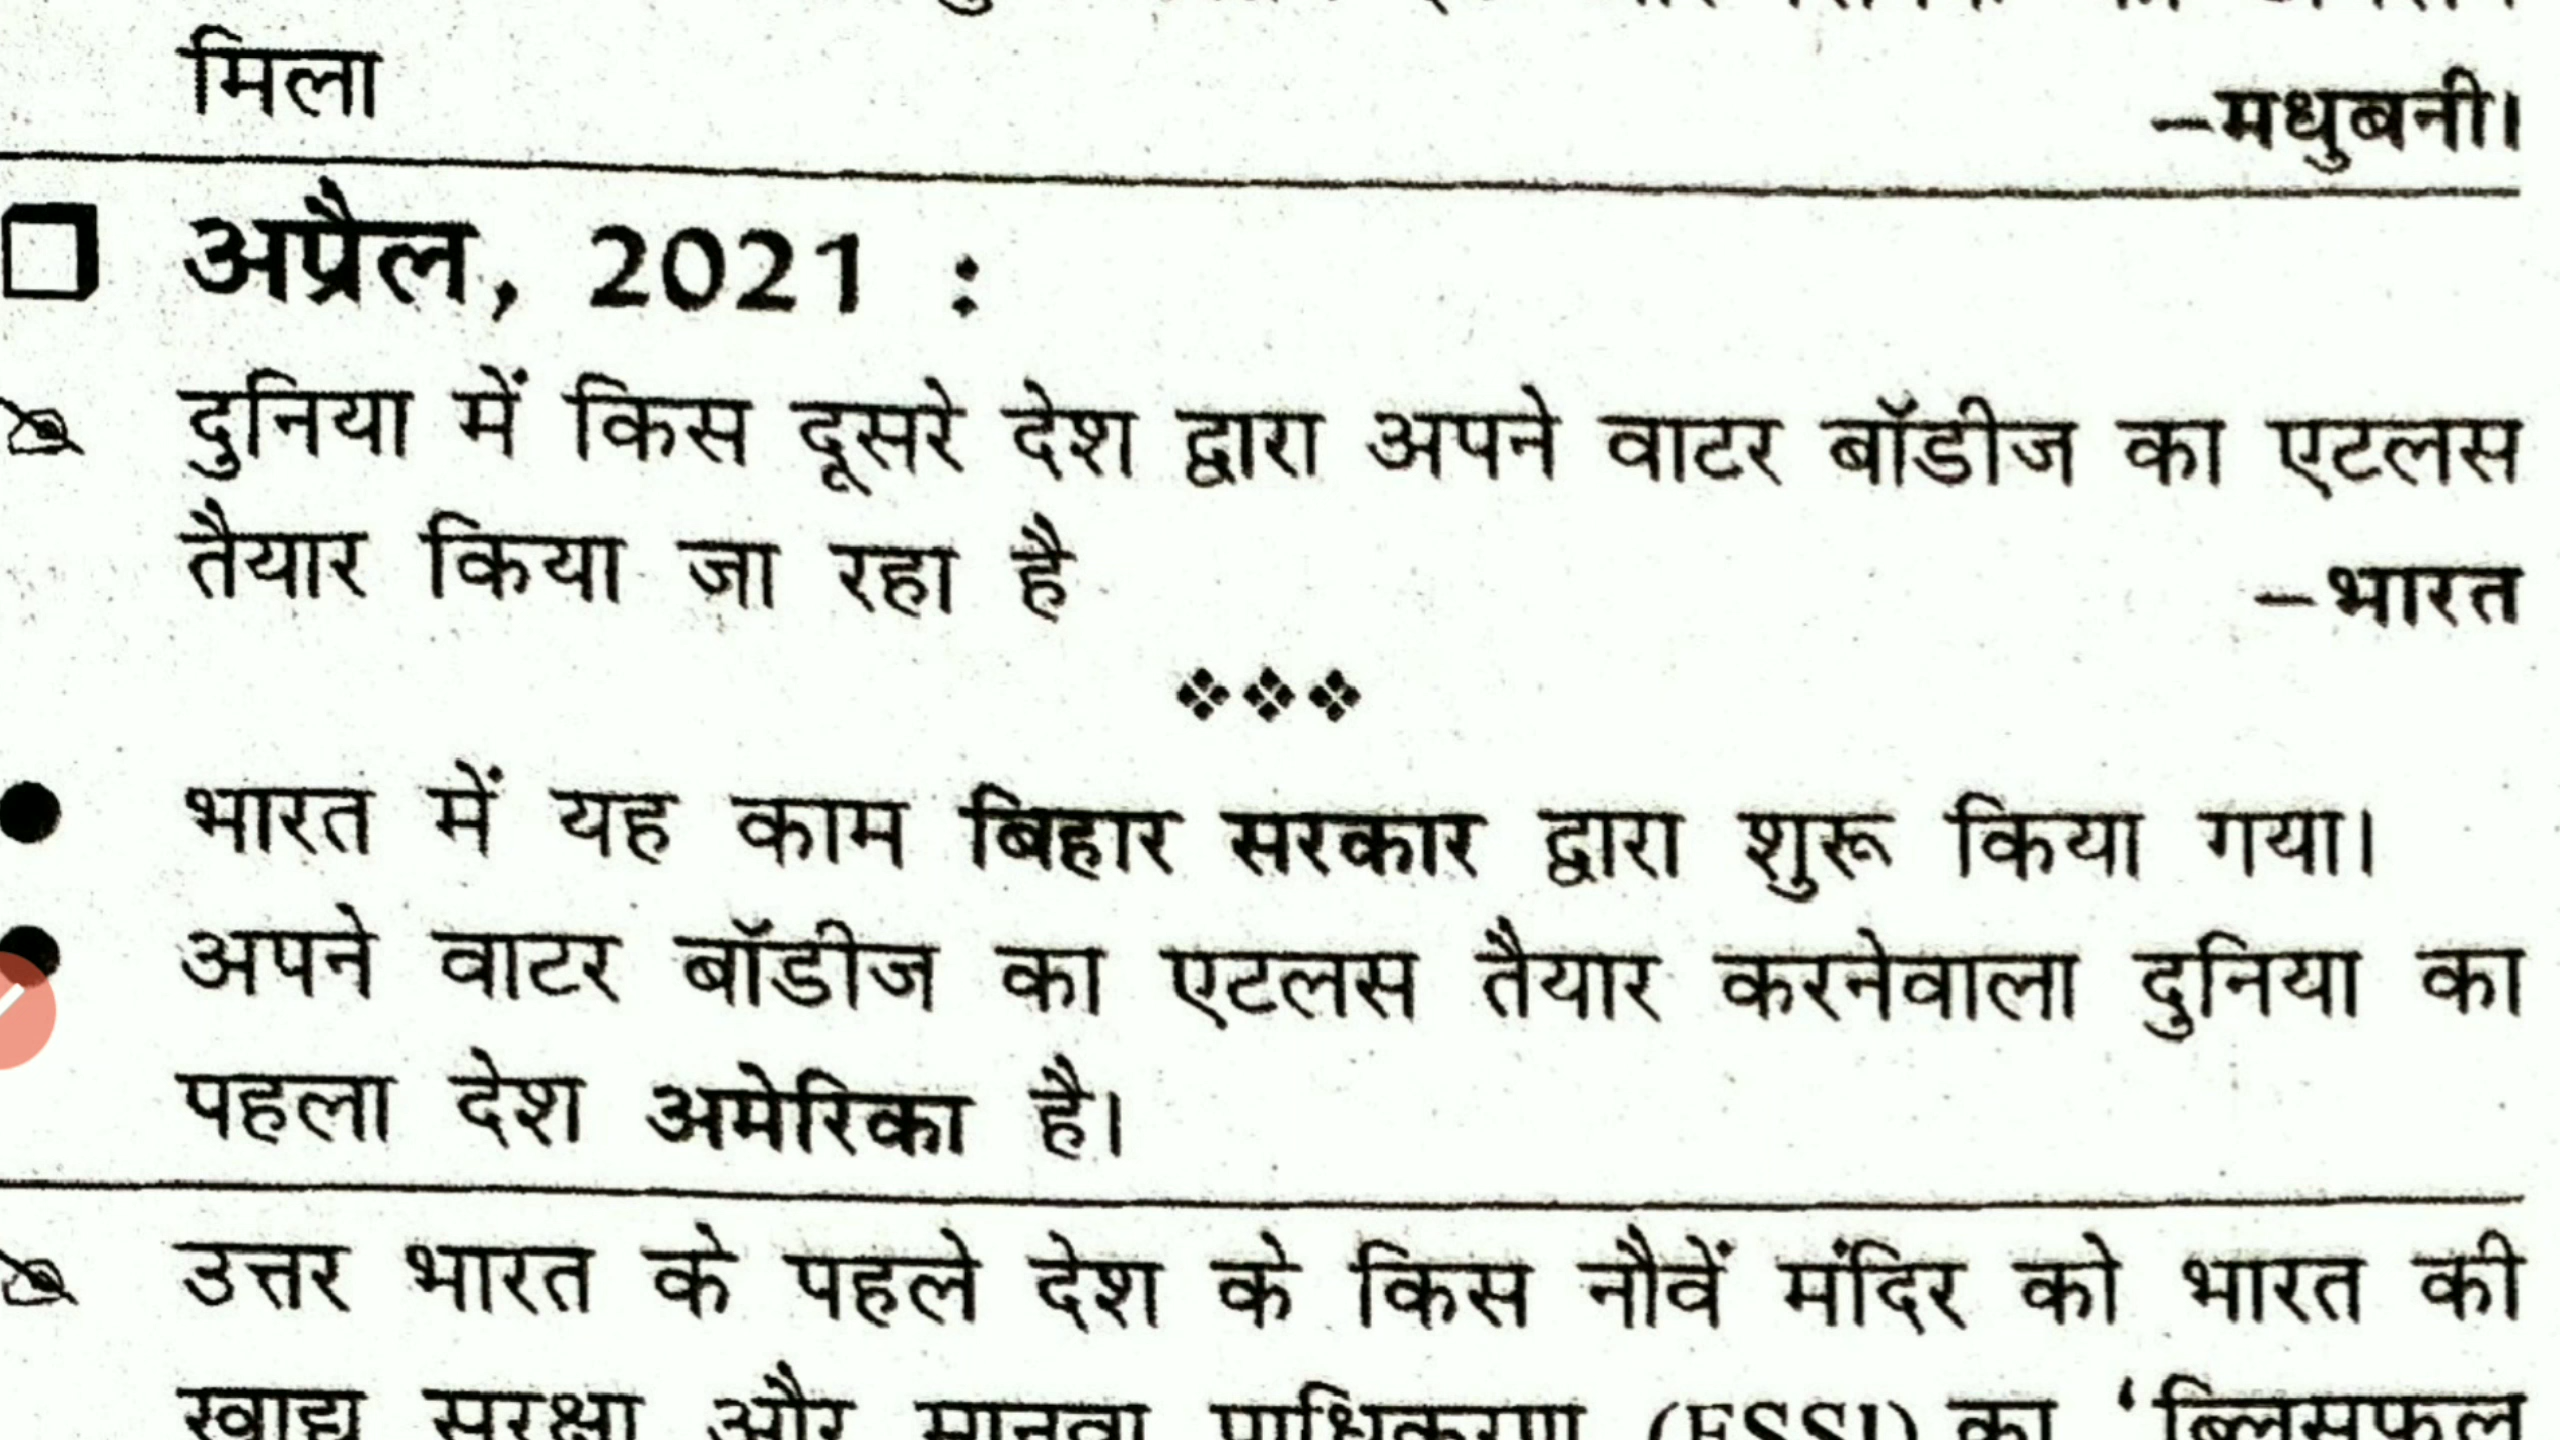 मिला –मधुबनी।
अप्रैल, 2021 :
दुनिया में किस दूसरे देश द्वारा अपने वाटर बॉडीज का एटलस
तैयार किया जा रहा है –भारत
भारत में यह काम बिहार सरकार द्वारा शुरू किया गया।
अपने वाटर बॉडीज का एटलस तैयार करनेवाला दुनिया का
पहला देश अमेरिका है।
उत्तर भारत के पहले देश के किस नौवें मंदिर को भारत की
खाद्य सुरक्षा और मानक प्राधिकरण (FSSI) का ‘ब्लिसफुल